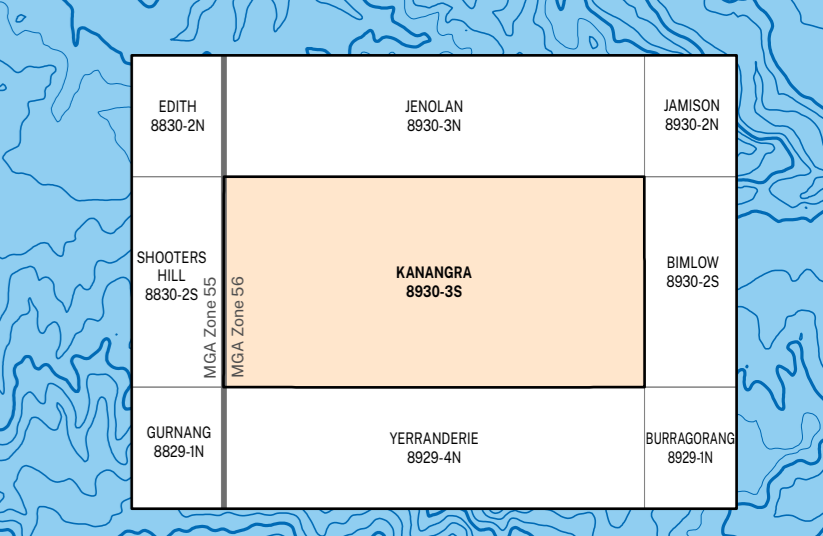 EDITH
8830-2N
JENOLAN
8930-3N
JAMISON
8930-2N
SHOOTERS
HILL
8830-2S
MGA Zone 55
MGA Zone 56
KANANGRA
8930-3S
BIMLOW
8930-2S
GURNANG
8829-1N
YERRANDERIE
8929-4N
BURRAGORANG
8929-1N